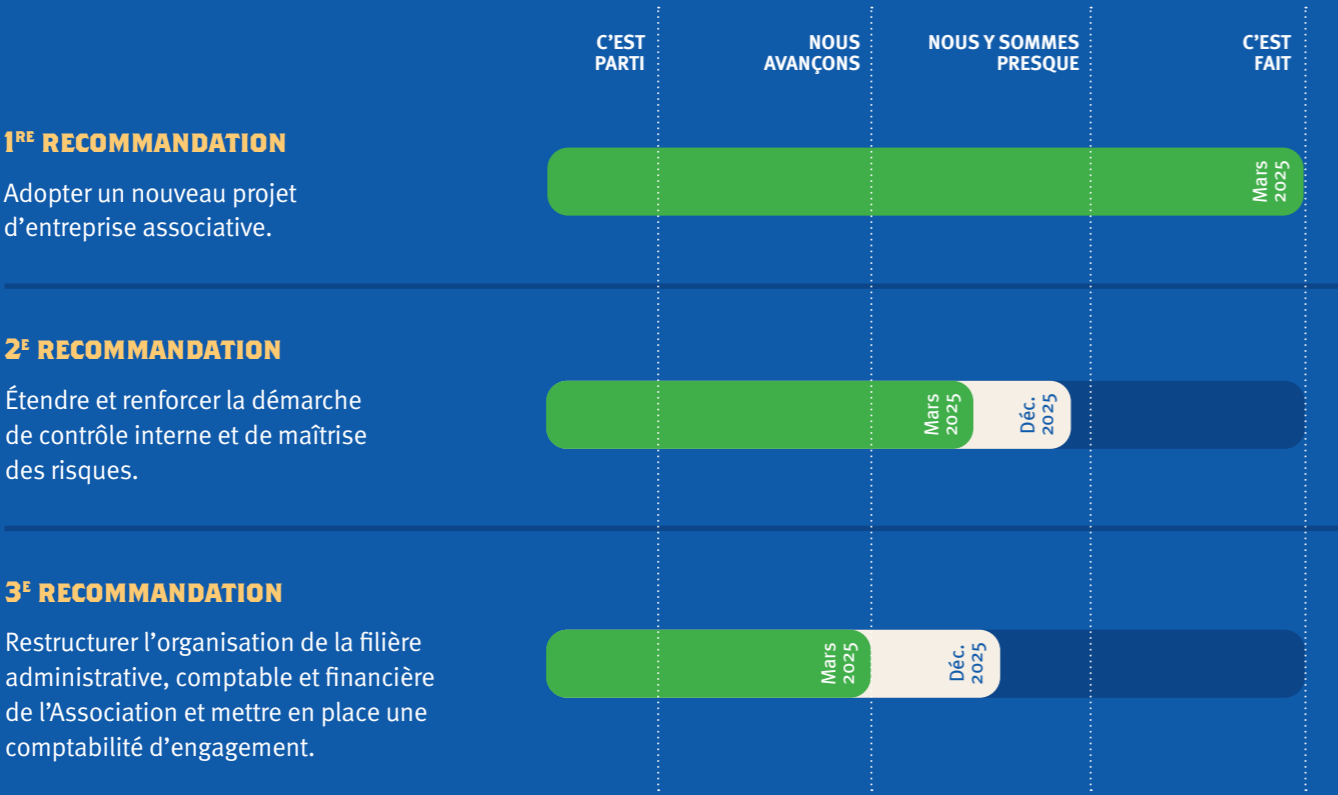 C'EST
PARTI
NOUS
AVANÇONS
NOUS Y SOMMES
PRESQUE
C'EST
FAIT
1RE RECOMMANDATION
Adopter un nouveau projet
d'entreprise associative.
Mars
2025
2E RECOMMANDATION
Étendre et renforcer la démarche
de contrôle interne et de maîtrise
des risques.
Mars
2025
Déc.
2025
3E RECOMMANDATION
Restructurer l'organisation de la filière
administrative, comptable et financière
de l'Association et mettre en place une
comptabilité d'engagement.
Mars
2025
Déc.
2025